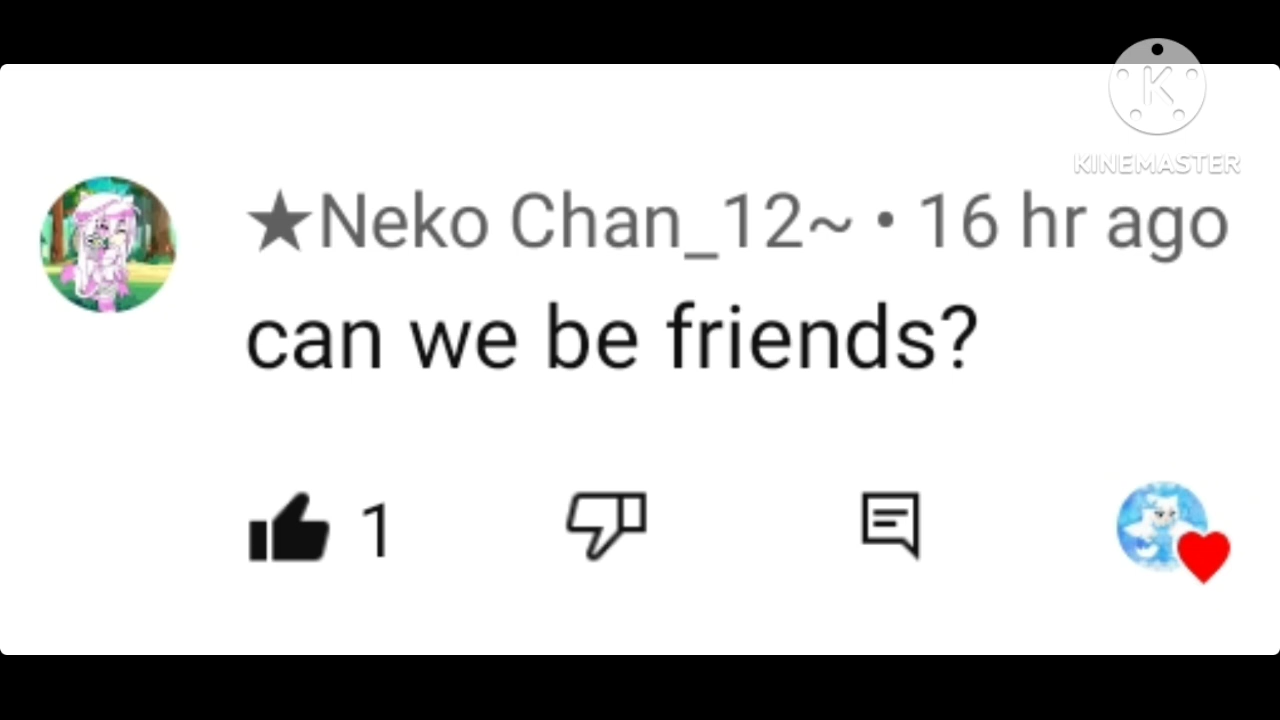 K
KINEMASTER
★Neko Chan_12~ • 16 hr ago
can we be friends?
1